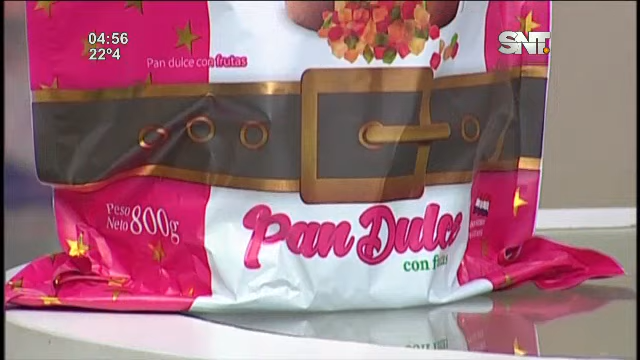 04:56
22°4
SNT
Pan dulce con frutas
Peso
Neto 800g
Pan Dulce
con frutas